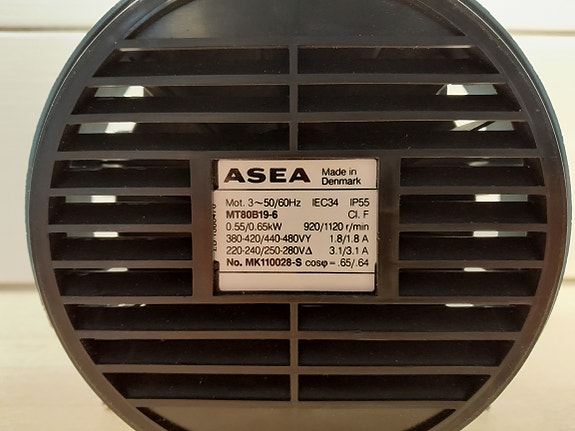 ASEA Made in
Denmark
Mot. 3~50/60Hz IEC34 IP55
MT80B19-6 Cl. F
0.55/0.65kW 920/1120 r/min
380-420/440-480VY 1.8/1.8 A
220-240/250-280VΔ 3.1/3.1 A
No. MK110028-S cosφ = .65/.64